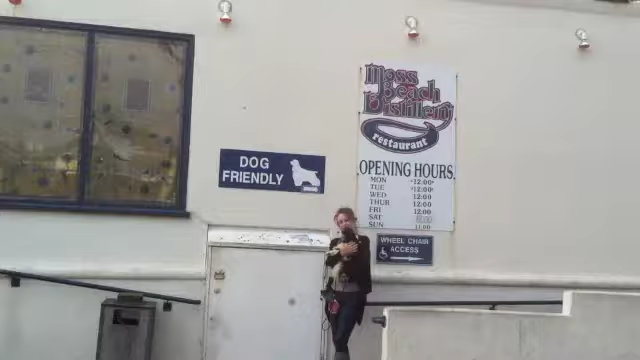 Moss
Beach
Distillery
restaurant
OPENING HOURS
MON 12:00
TUE 12:00
WED 12:00
THUR 12:00
FRI 12:00
SAT
SUN 11:00
DOG
FRIENDLY
WHEEL CHAIR
ACCESS